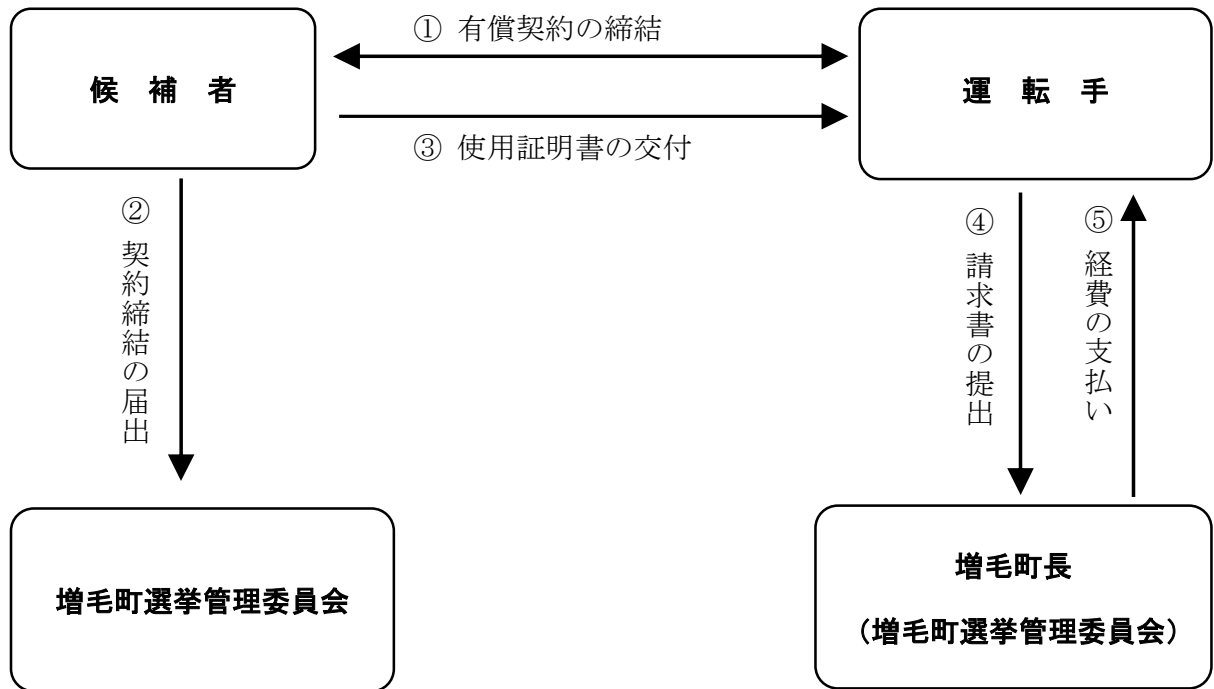 ① 有償契約の締結
候 補 者
運 転 手
③ 使用証明書の交付
② 契約締結の届出
④ 請求書の提出
⑤ 経費の支払い
増毛町選挙管理委員会
増毛町長
（増毛町選挙管理委員会）